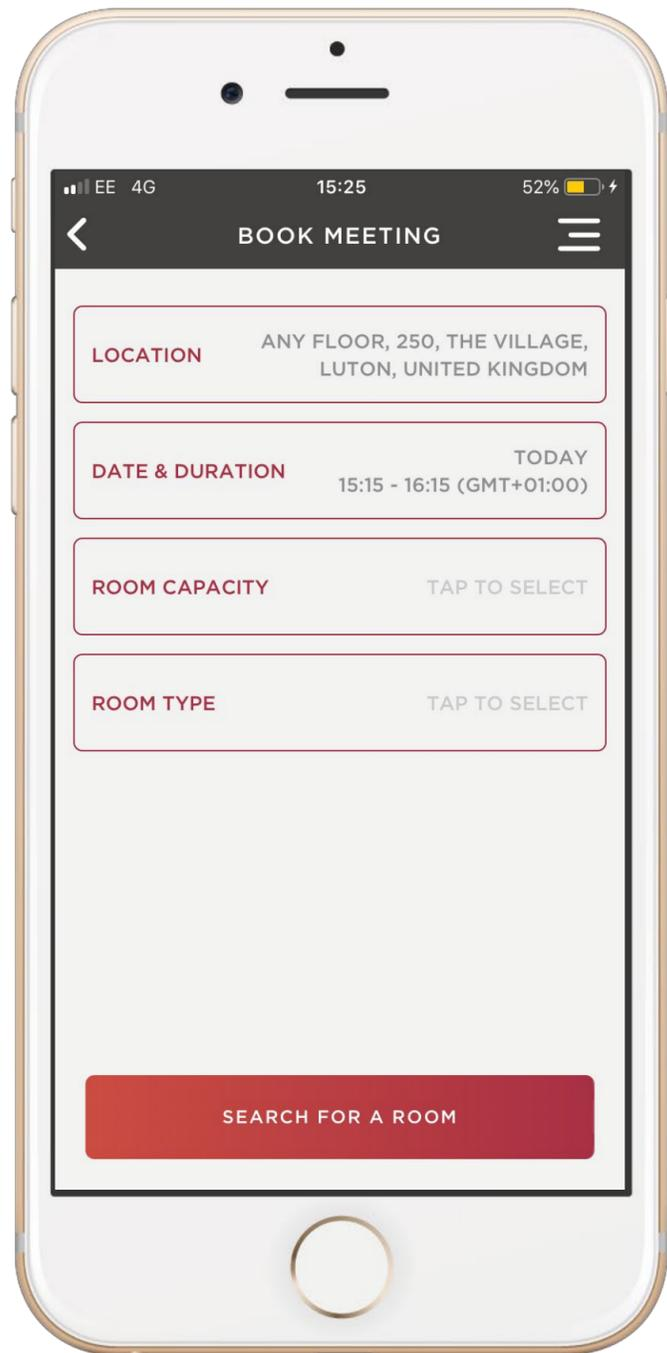 EE 4G 15:25 52%
BOOK MEETING
LOCATION
ANY FLOOR, 250, THE VILLAGE,
LUTON, UNITED KINGDOM
DATE & DURATION
TODAY
15:15 - 16:15 (GMT+01:00)
ROOM CAPACITY TAP TO SELECT
ROOM TYPE TAP TO SELECT
SEARCH FOR A ROOM